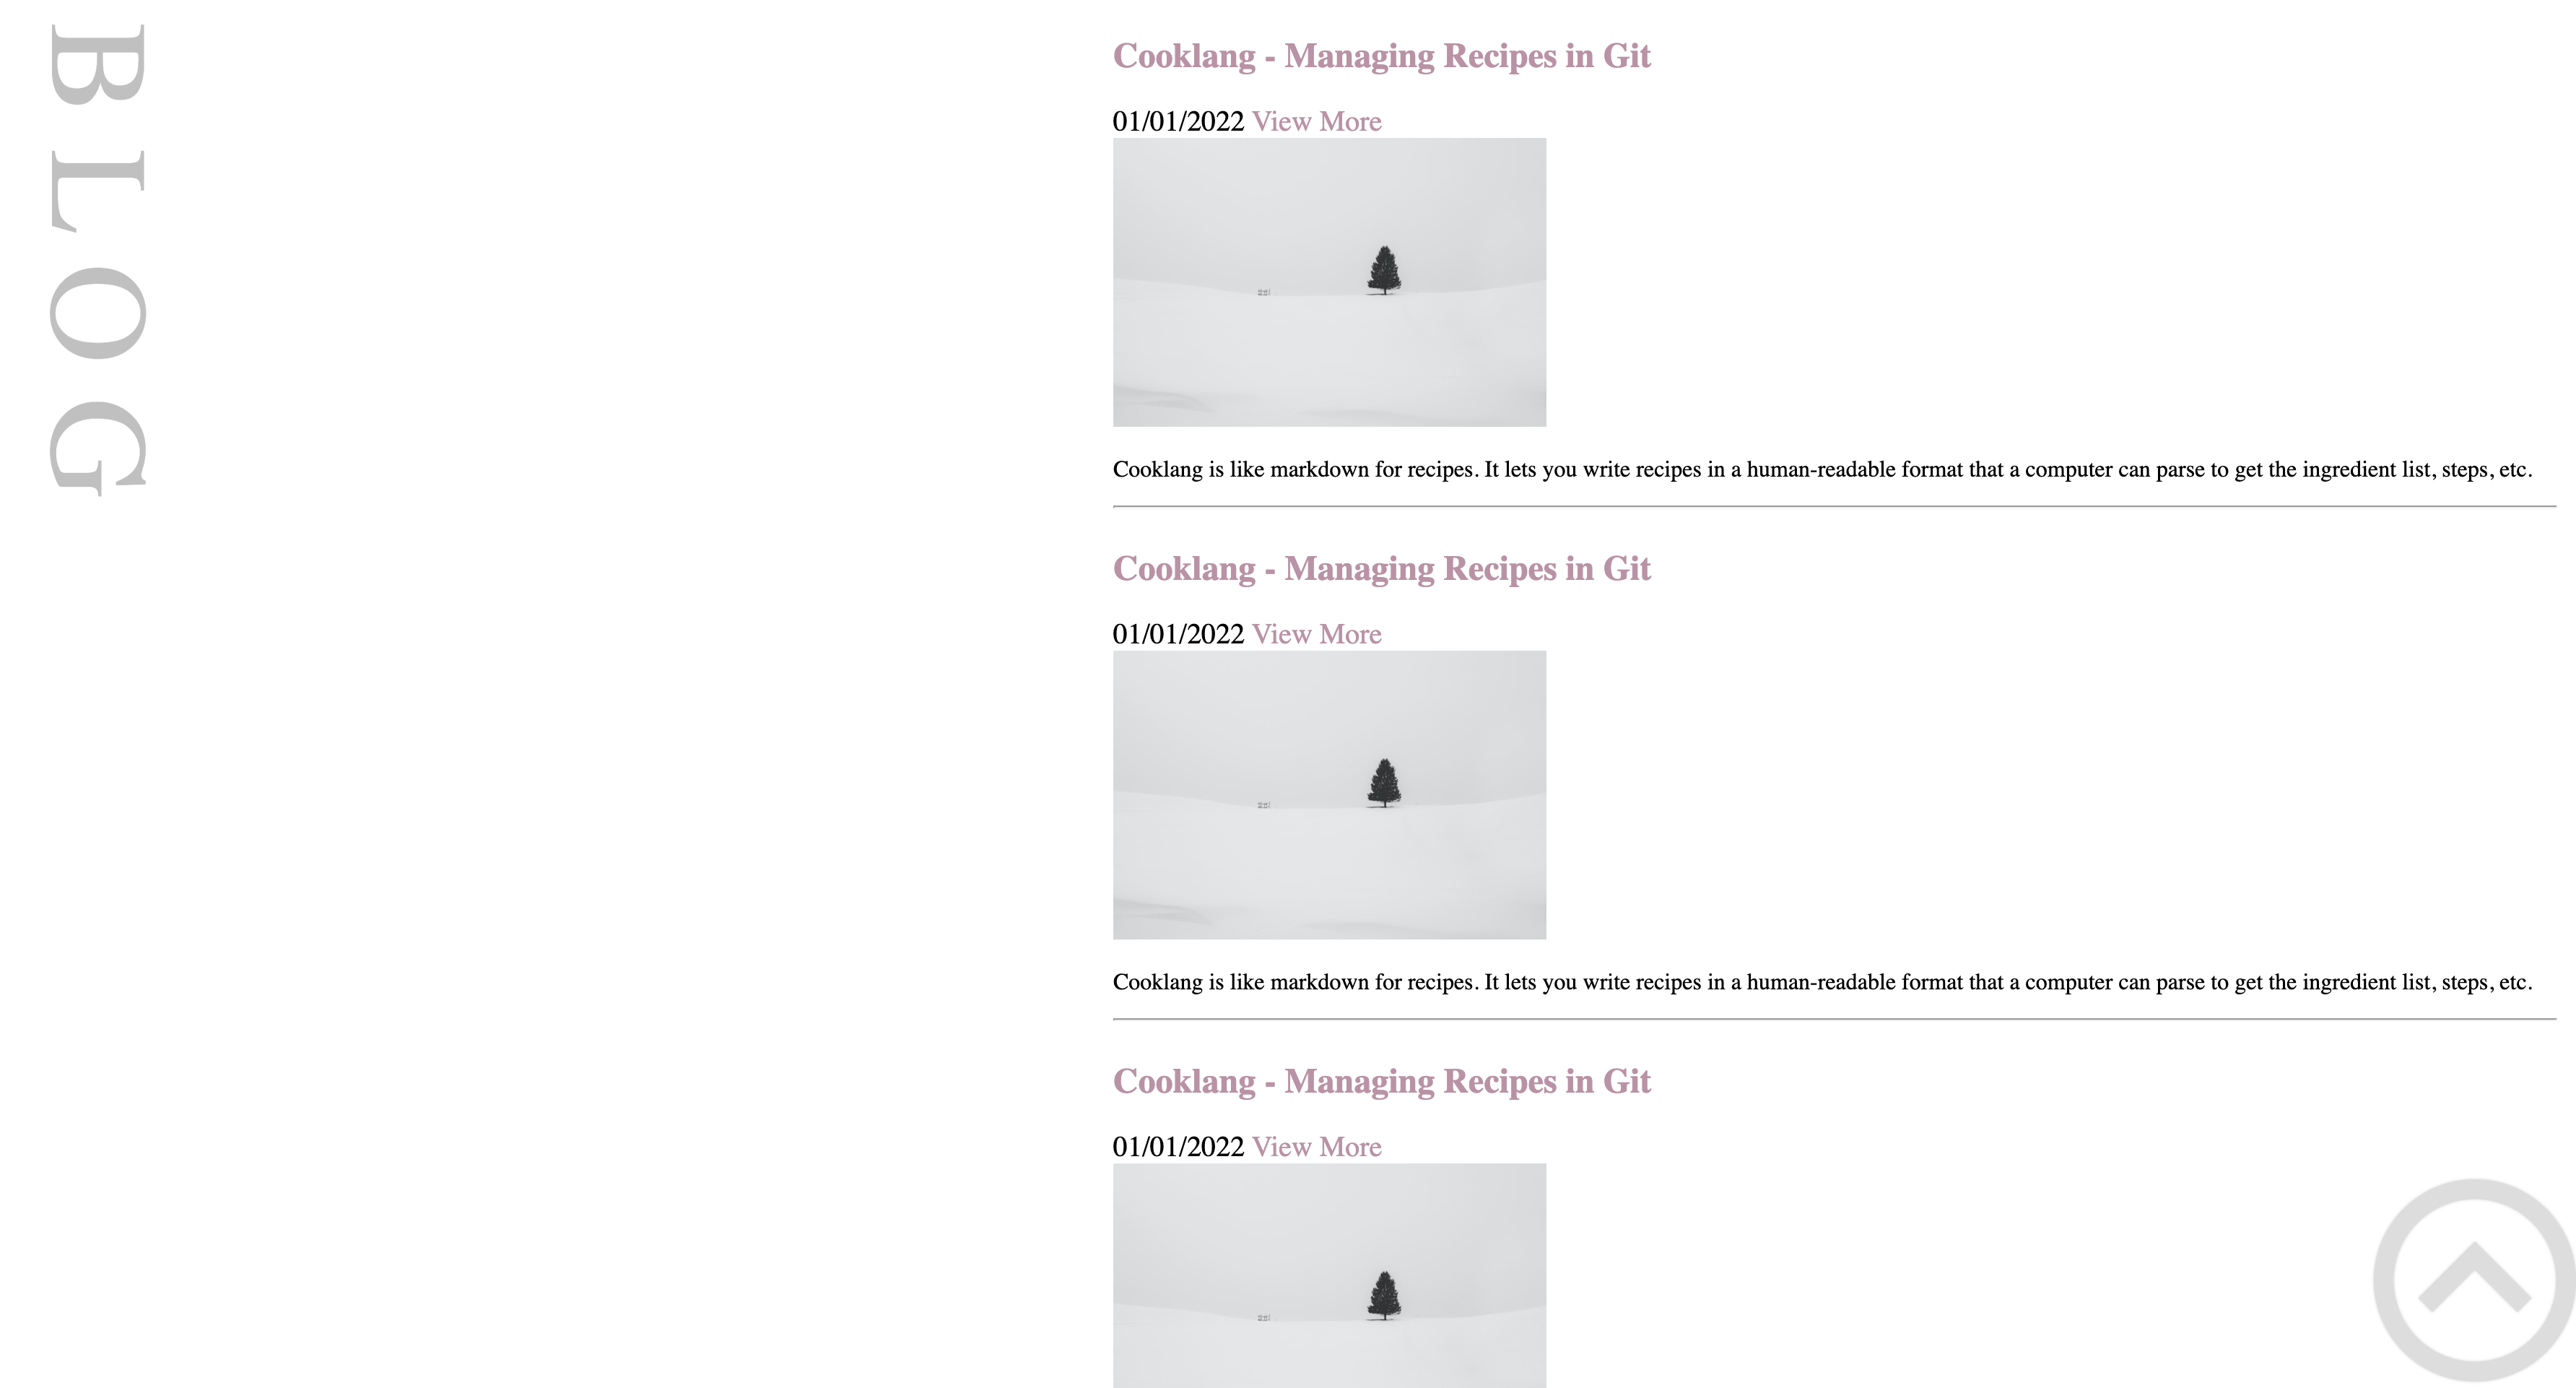 BLOG
Cooklang - Managing Recipes in Git
01/01/2022 View More
Cooklang is like markdown for recipes. It lets you write recipes in a human-readable format that a computer can parse to get the ingredient list, steps, etc.
Cooklang - Managing Recipes in Git
01/01/2022 View More
Cooklang is like markdown for recipes. It lets you write recipes in a human-readable format that a computer can parse to get the ingredient list, steps, etc.
Cooklang - Managing Recipes in Git
01/01/2022 View More